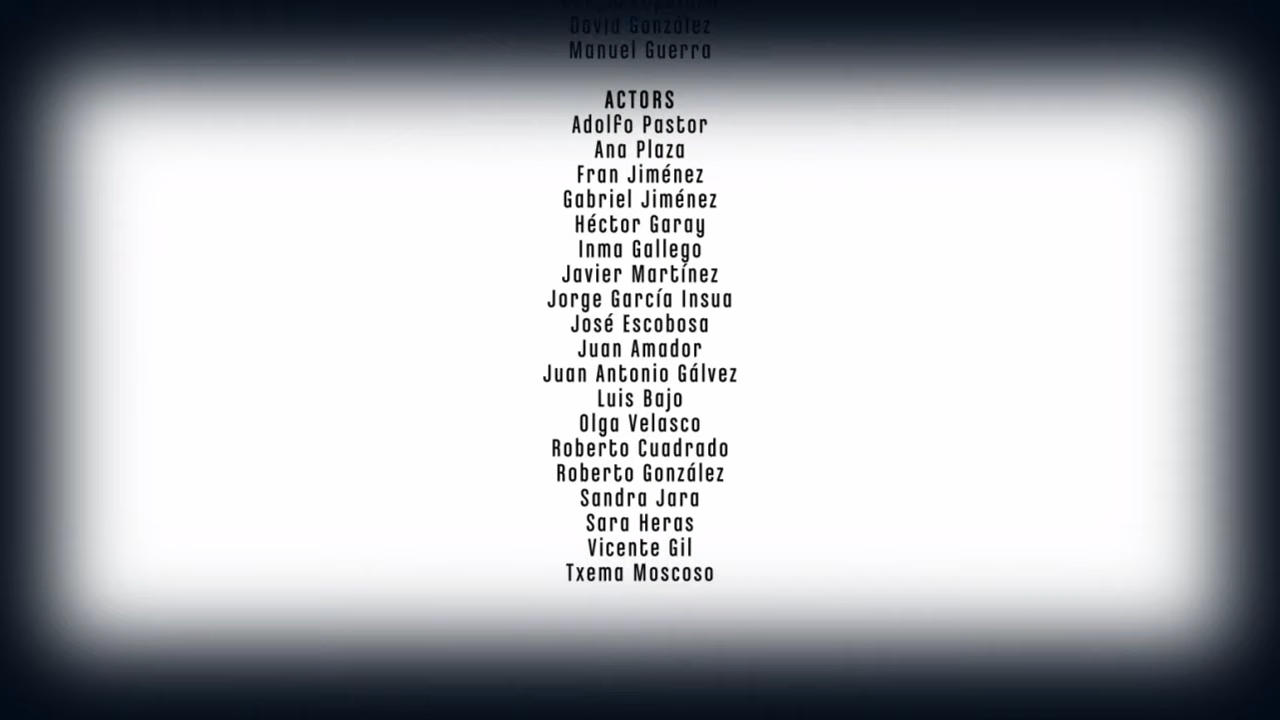 David González
Manuel Guerra
ACTORS
Adolfo Pastor
Ana Plaza
Fran Jiménez
Gabriel Jiménez
Héctor Garay
Inma Gallego
Javier Martínez
Jorge García Insua
José Escobosa
Juan Amador
Juan Antonio Gálvez
Luis Bajo
Olga Velasco
Roberto Cuadrado
Roberto González
Sandra Jara
Sara Heras
Vicente Gil
Txema Moscoso